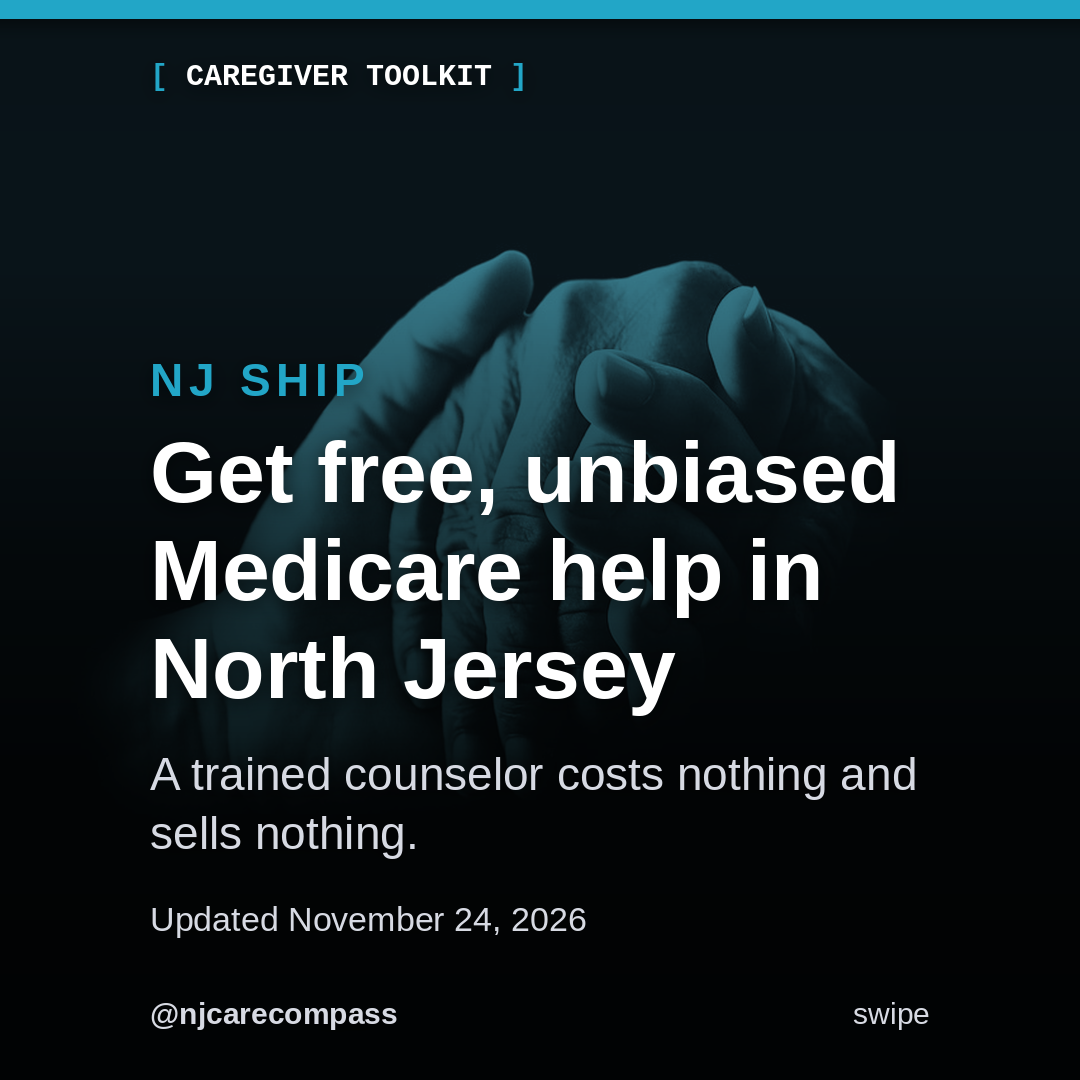 [ CAREGIVER TOOLKIT ]
NJ SHIP
Get free, unbiased
Medicare help in
North Jersey
A trained counselor costs nothing and
sells nothing.
Updated November 24, 2026
@njcarecompass
swipe